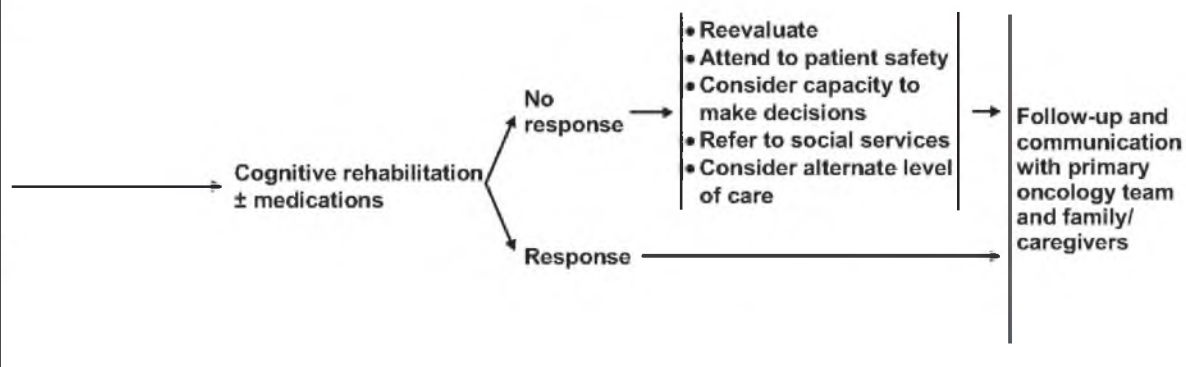 Cognitive rehabilitation
± medications
No
response
• Reevaluate
• Attend to patient safety
• Consider capacity to
make decisions
• Refer to social services
• Consider alternate level
of care
Response
Follow-up and
communication
with primary
oncology team
and family/
caregivers